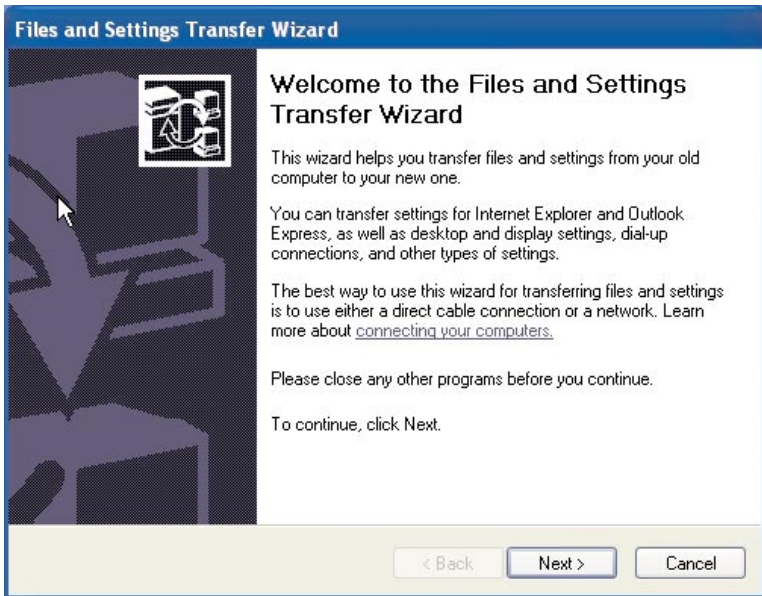 Files and Settings Transfer Wizard
Welcome to the Files and Settings
Transfer Wizard
This wizard helps you transfer files and settings from your old
computer to your new one.
You can transfer settings for Internet Explorer and Outlook
Express, as well as desktop and display settings, dial-up
connections, and other types of settings.
The best way to use this wizard for transferring files and settings
is to use either a direct cable connection or a network. Learn
more about connecting your computers.
Please close any other programs before you continue.
To continue, click Next.
< Back Next > Cancel